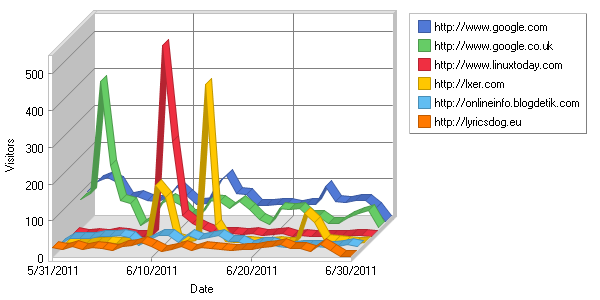 500
400
300
200
100
0
Visitors
5/31/2011 6/10/2011 6/20/2011 6/30/2011
Date
http://www.google.com
http://www.google.co.uk
http://www.linuxtoday.com
http://lxer.com
http://onlineinfo.blogdetik.com
http://lyricsdog.eu